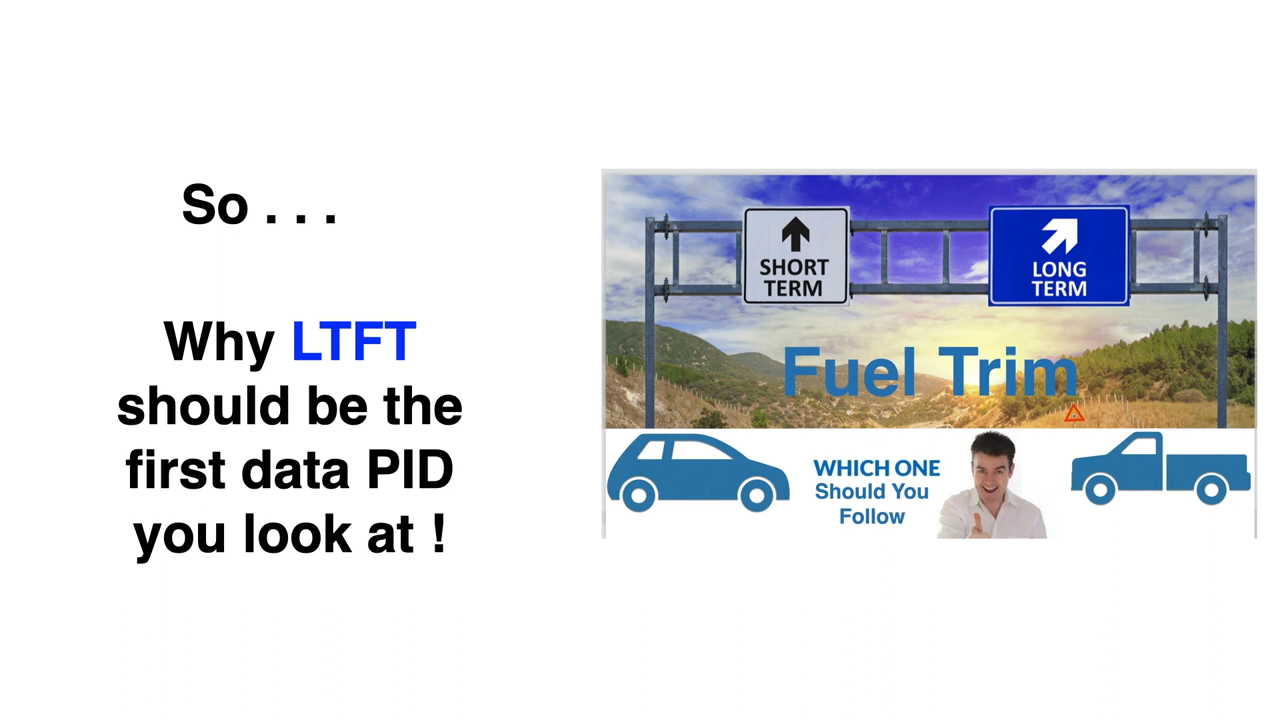 So . . .
Why LTFT
should be the
first data PID
you look at !
SHORT
TERM
LONG
TERM
Fuel Trim
WHICH ONE
Should You
Follow